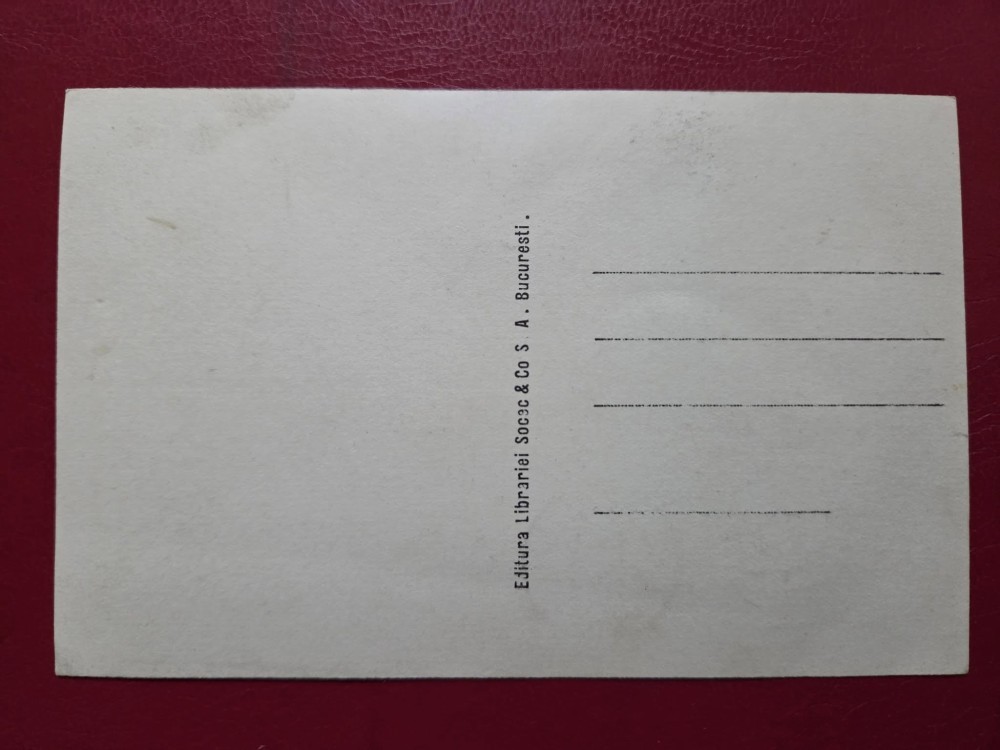 Editura Librariei Socec & Co S. A. Bucuresti.